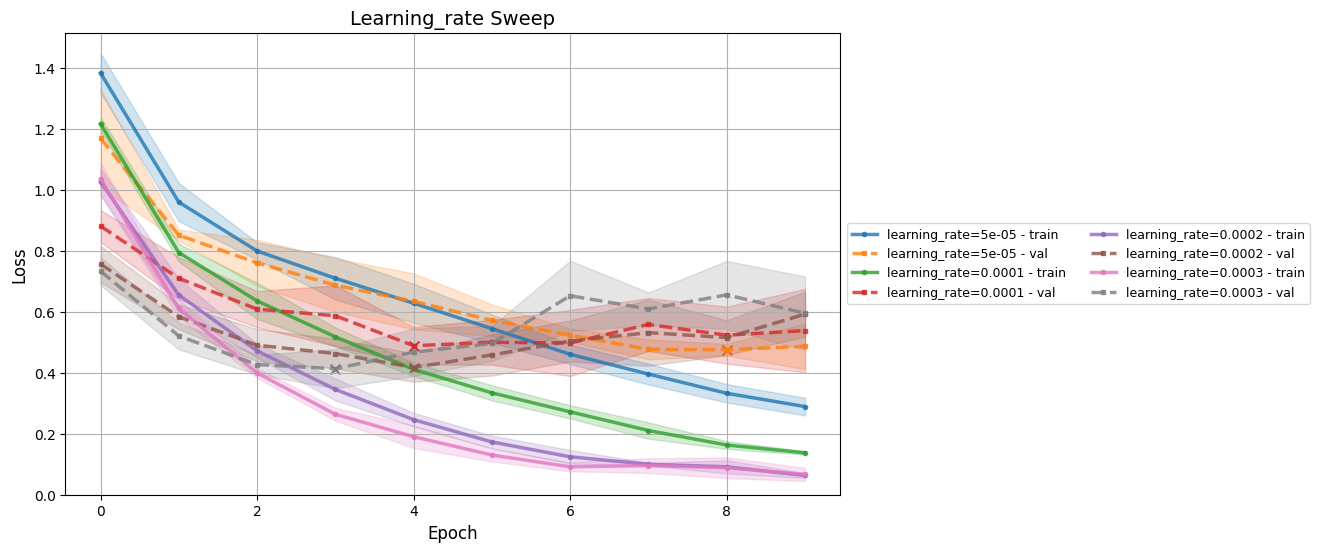 Learning_rate Sweep
Loss
1.4
1.2
1.0
0.8
0.6
0.4
0.2
0.0
0 2 4 6 8
Epoch
learning_rate=5e-05 - train
learning_rate=5e-05 - val
learning_rate=0.0001 - train
learning_rate=0.0001 - val
learning_rate=0.0002 - train
learning_rate=0.0002 - val
learning_rate=0.0003 - train
learning_rate=0.0003 - val